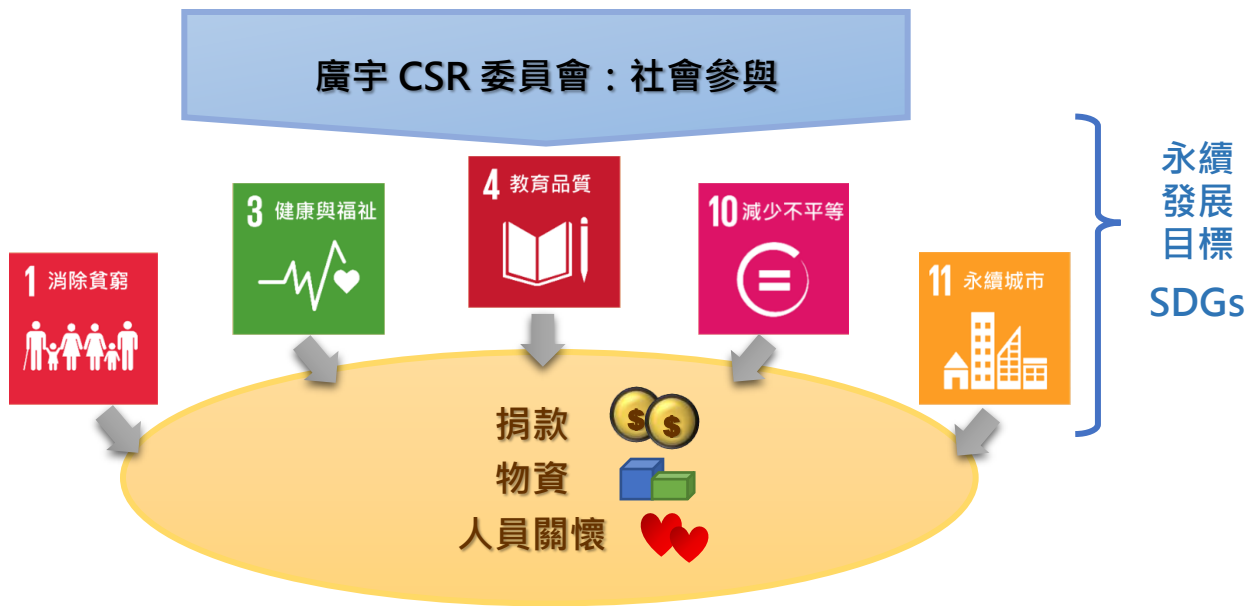 廣宇 CSR 委員會：社會參與
1 消除貧窮
3 健康與福祉
4 教育品質
10 減少不平等
11 永續城市
永續
發展
目標
SDGs
捐款
$ $
物資
人員關懷